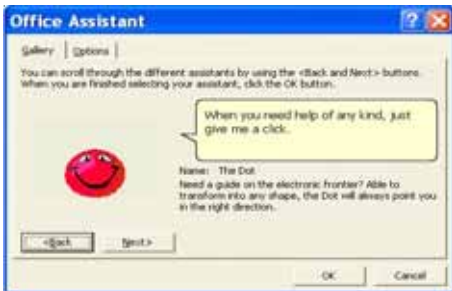 Office Assistant
Gallery Options
You can scroll through the different assistants by using the <Back and Next> buttons.
When you are finished selecting your assistant, click the OK button.
When you need help of any kind, just
give me a click.
Name: The Dot
Need a guide on the electronic frontier? Able to
transform into any shape, the Dot will always point you
in the right direction.
<Back Next>
OK Cancel